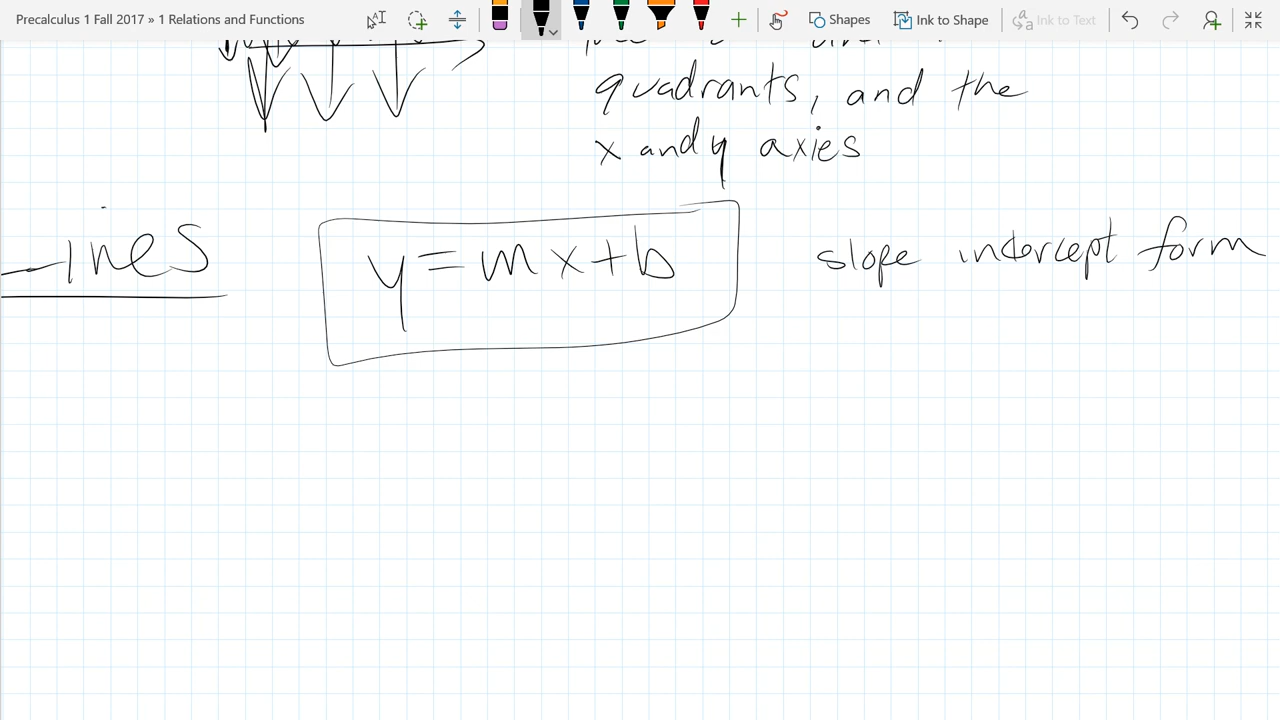 Precalculus 1 Fall 2017 » 1 Relations and Functions
Shapes
Ink to Shape
Ink to Text
quadrants, and the
x and y axies
Lines
y=mx+b
slope intercept form